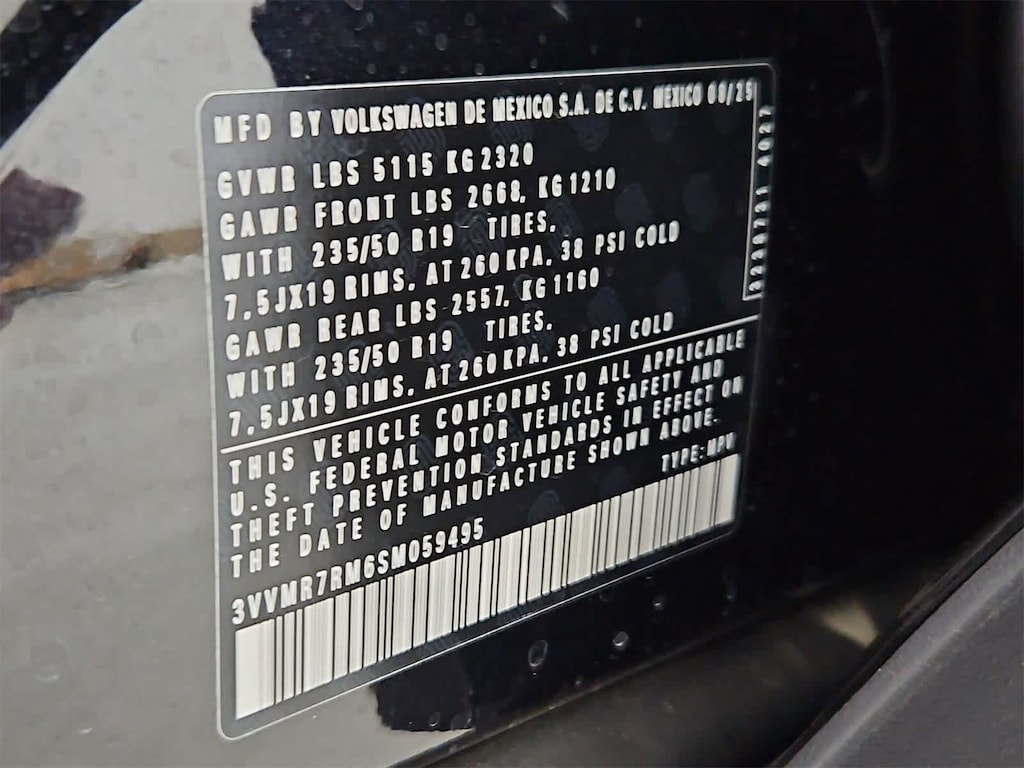 MFD BY VOLKSWAGEN DE MEXICO S.A. DE C.V. MEXICO
GVWR LBS 5115 KG 2320
GAWR FRONT LBS 2668, KG 1210
WITH 235/50 R19 TIRES,
7,5JX19 RIMS, AT 260 KPA, 38 PSI COLD
GAWR REAR LBS 2557, KG 1160
WITH 235/50 R19 TIRES,
7,5JX19 RIMS, AT 260 KPA, 38 PSI COLD
THIS VEHICLE CONFORMS TO ALL APPLICABLE
U.S. FEDERAL MOTOR VEHICLE SAFETY AND
THEFT PREVENTION STANDARDS IN EFFECT ON
THE DATE OF MANUFACTURE SHOWN ABOVE.
TYPE:MPV
3VVMR7RM6SM059495